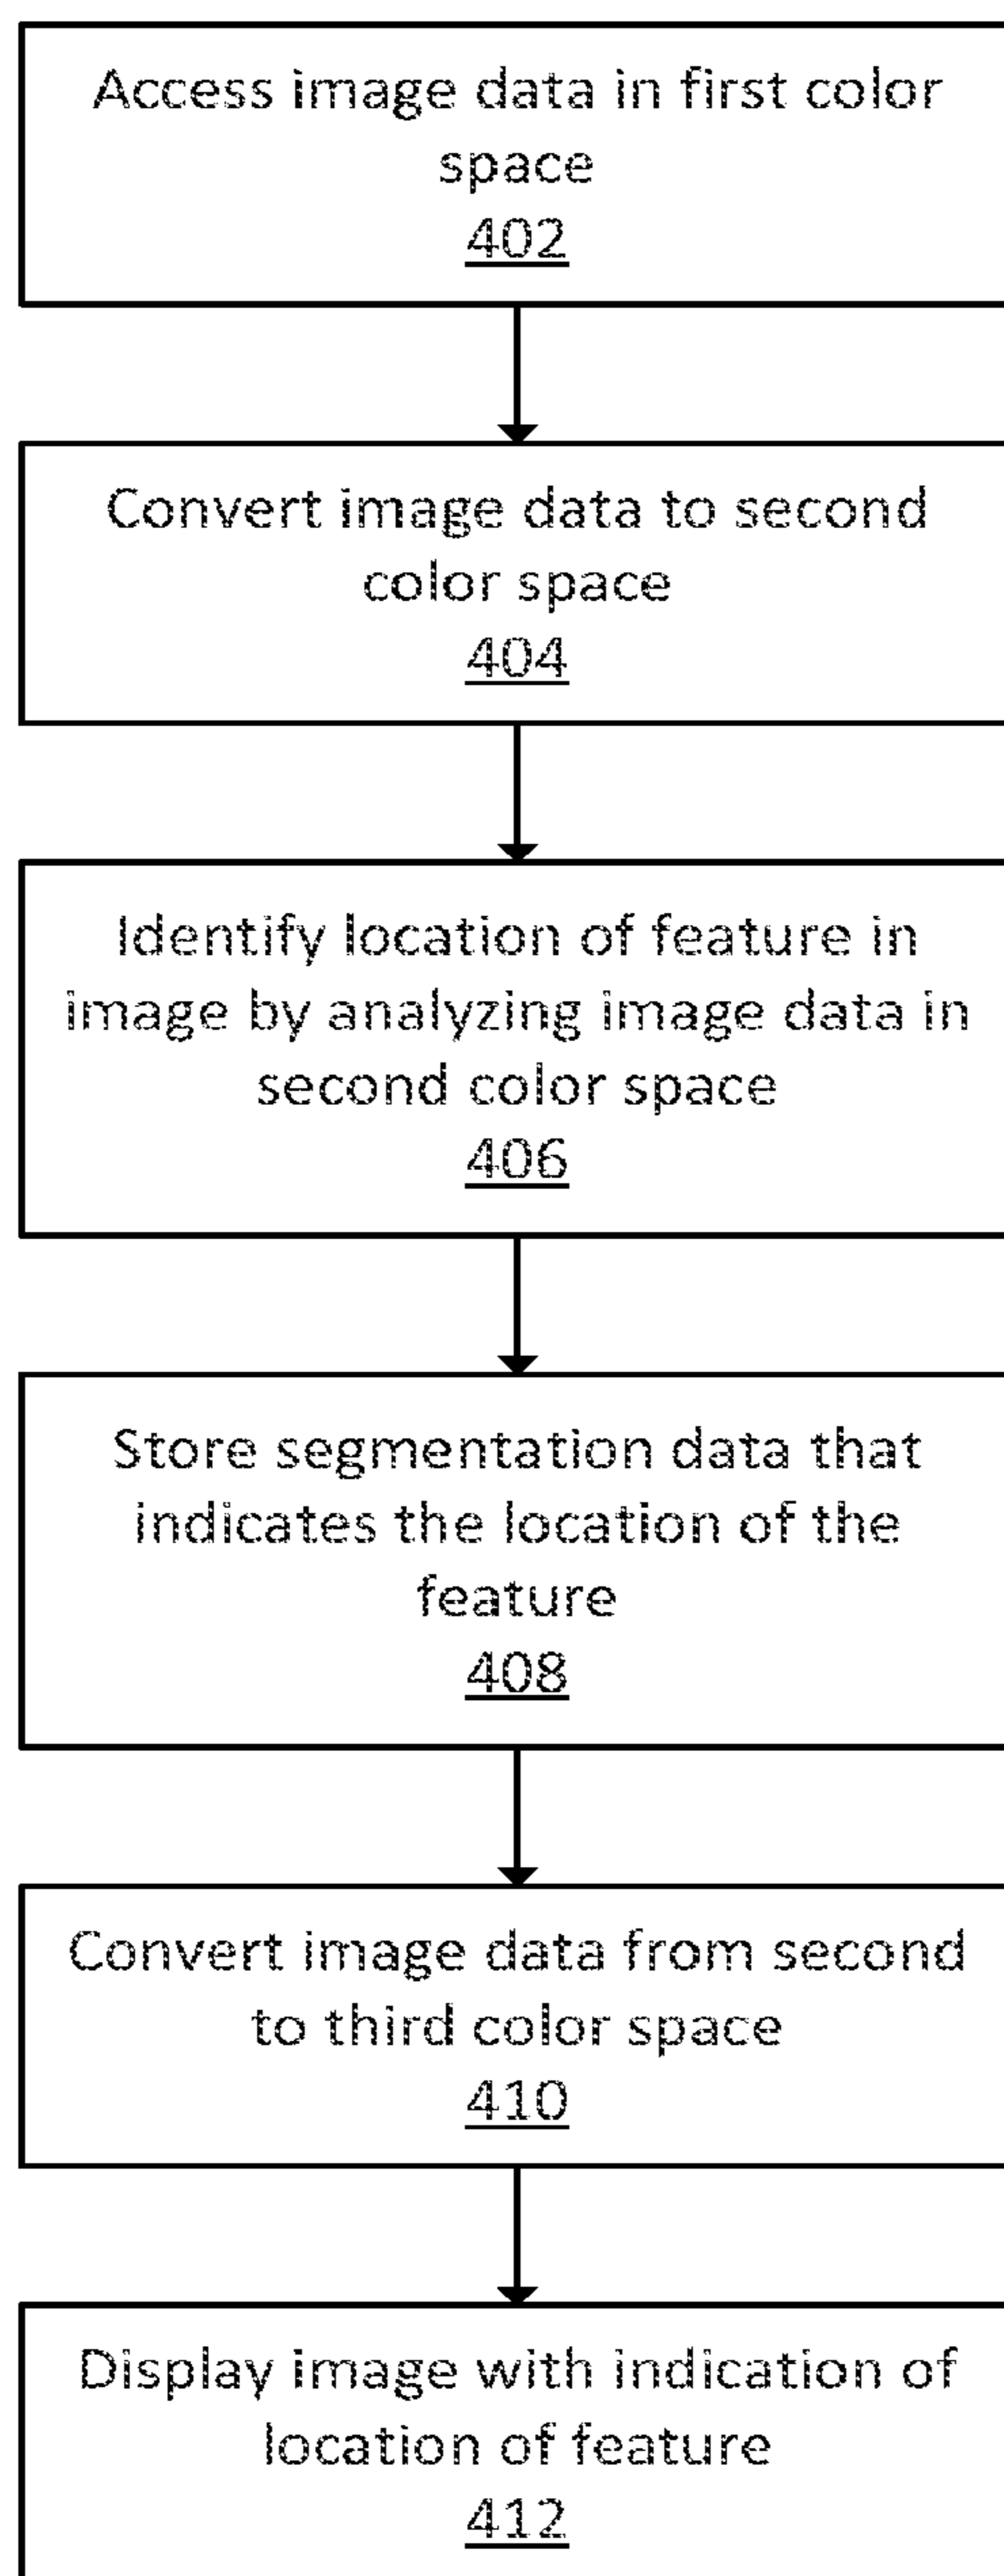 Access image data in first color
space
402
Convert image data to second
color space
404
Identify location of feature in
image by analyzing image data in
second color space
406
Store segmentation data that
indicates the location of the
feature
408
Convert image data from second
to third color space
410
Display image with indication of
location of feature
412